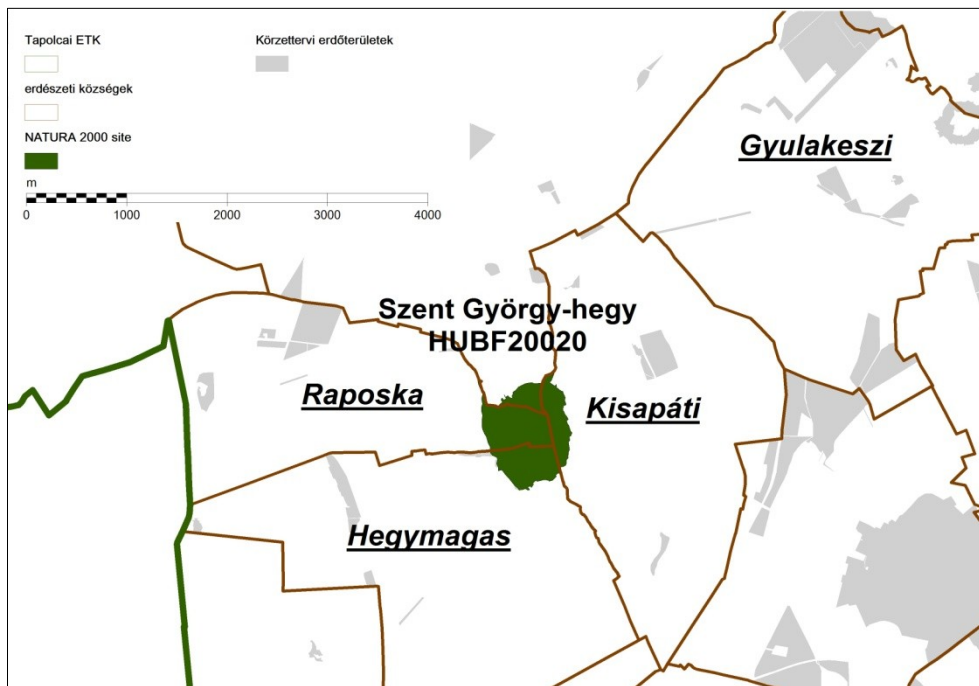 Tapolcai ETK
Körzettervi erdőterületek
erdészeti községek
NATURA 2000 site
m
0 1000 2000 3000 4000
Gyulakeszi
Szent György-hegy
HUBF20020
Raposka
Kisapáti
Hegymagas